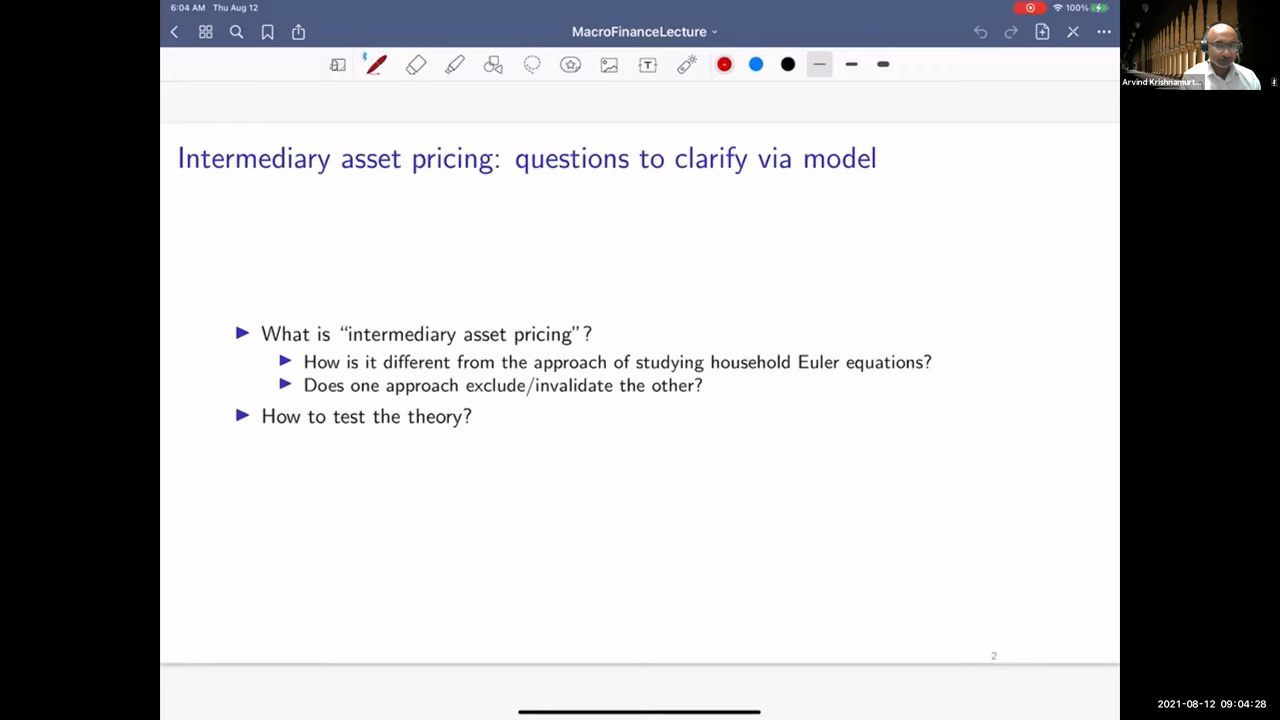 6:04 AM Thu Aug 12
100%
MacroFinanceLecture
T
Arvind Krishnamurt...
Intermediary asset pricing: questions to clarify via model
What is “intermediary asset pricing”?
How is it different from the approach of studying household Euler equations?
Does one approach exclude/invalidate the other?
How to test the theory?
2
2021-08-12 09:04:28